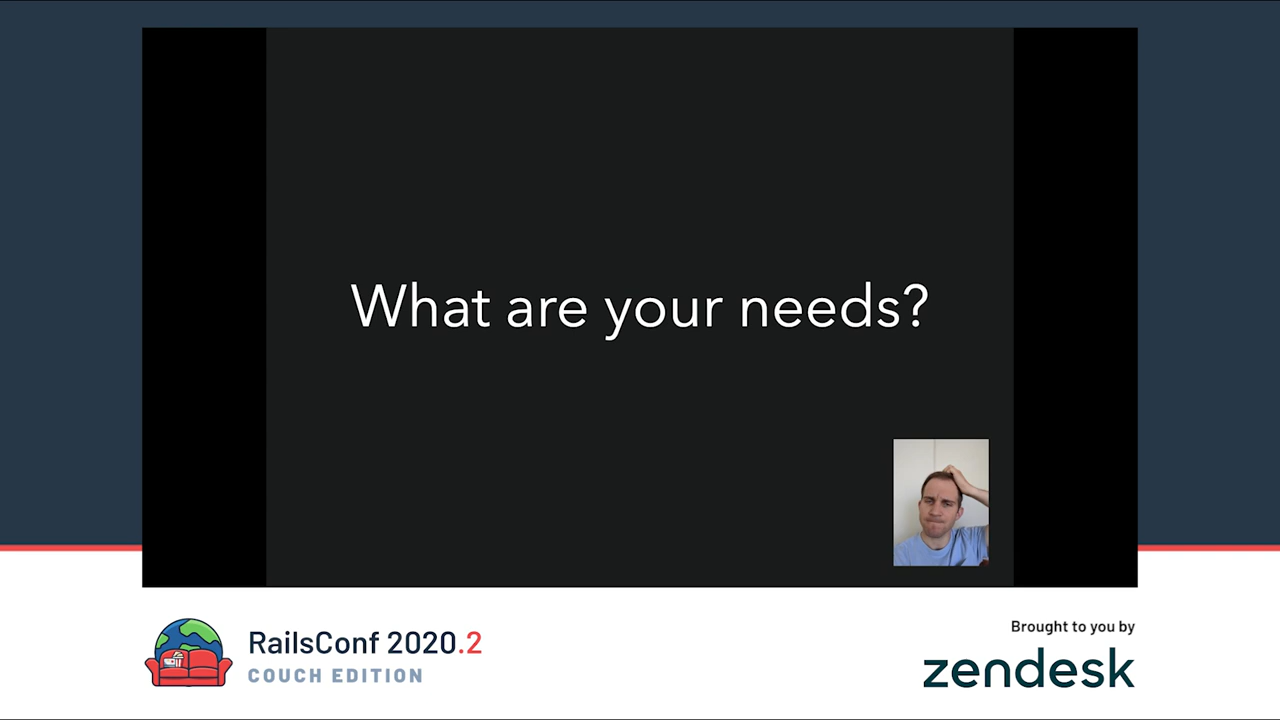 What are your needs?
RailsConf 2020.2
COUCH EDITION
Brought to you by
zendesk